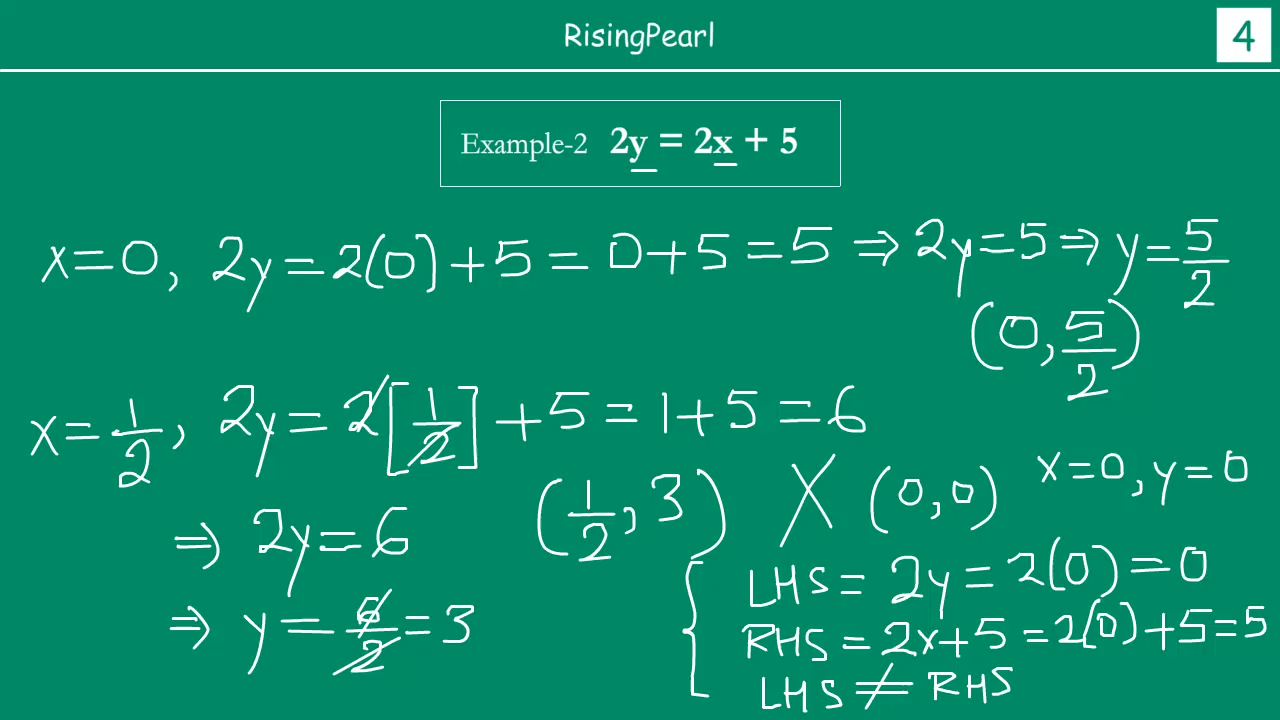 RisingPearl
4
Example-2 2y = 2x + 5
x=0, 2y=2(0)+5=0+5=5 ⇒ 2y=5 ⇒ y=5/2
(0, 5/2)
x=1/2, 2y=2[1/2]+5=1+5=6
⇒ 2y=6
(1/2, 3)
⇒ y=6/2=3
X (0,0) x=0, y=0
LHS = 2y = 2(0) = 0
RHS = 2x+5 = 2(0)+5=5
LHS ≠ RHS